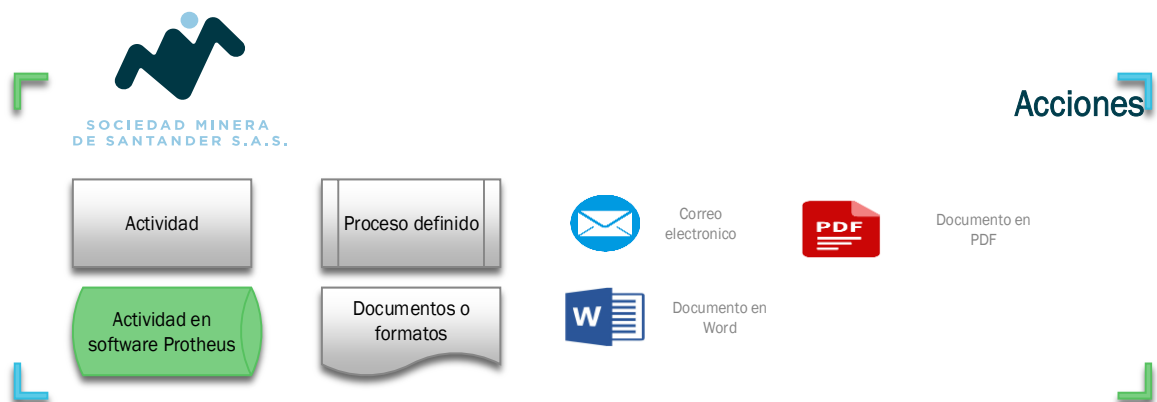 SOCIEDAD MINERA
DE SANTANDER S.A.S.
Acciones
Actividad
Proceso definido
Correo
electronico
PDF
Documento en
PDF
Actividad en
software Protheus
Documentos o
formatos
W
Documento en
Word